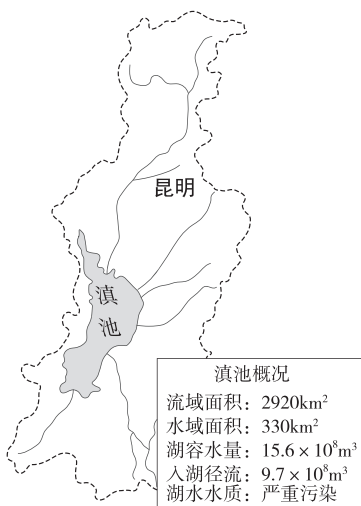 昆明
滇
池
滇池概况
流域面积：2920km²
水域面积：330km²
湖容水量：15.6×10⁸m³
入湖径流：9.7×10⁸m³
湖水水质：严重污染